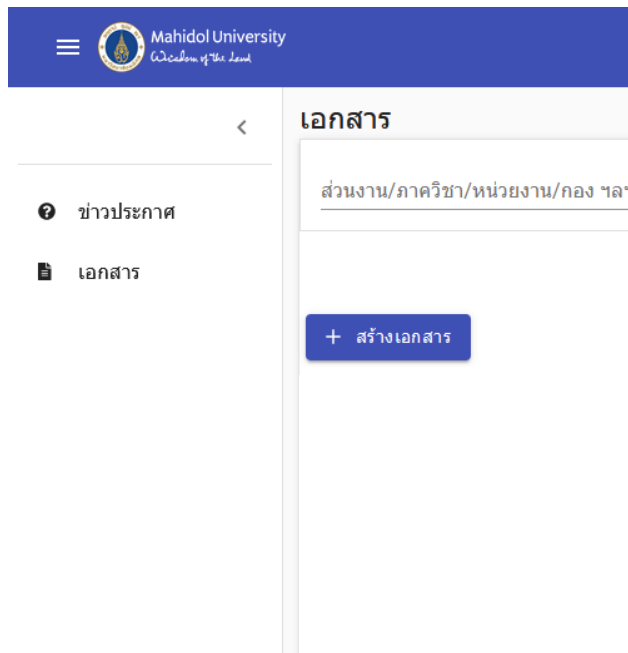 Mahidol University
Wisdom of the Land
เอกสาร
ส่วนงาน/ภาควิชา/หน่วยงาน/กอง ฯลฯ
ข่าวประกาศ
เอกสาร
+ สร้างเอกสาร